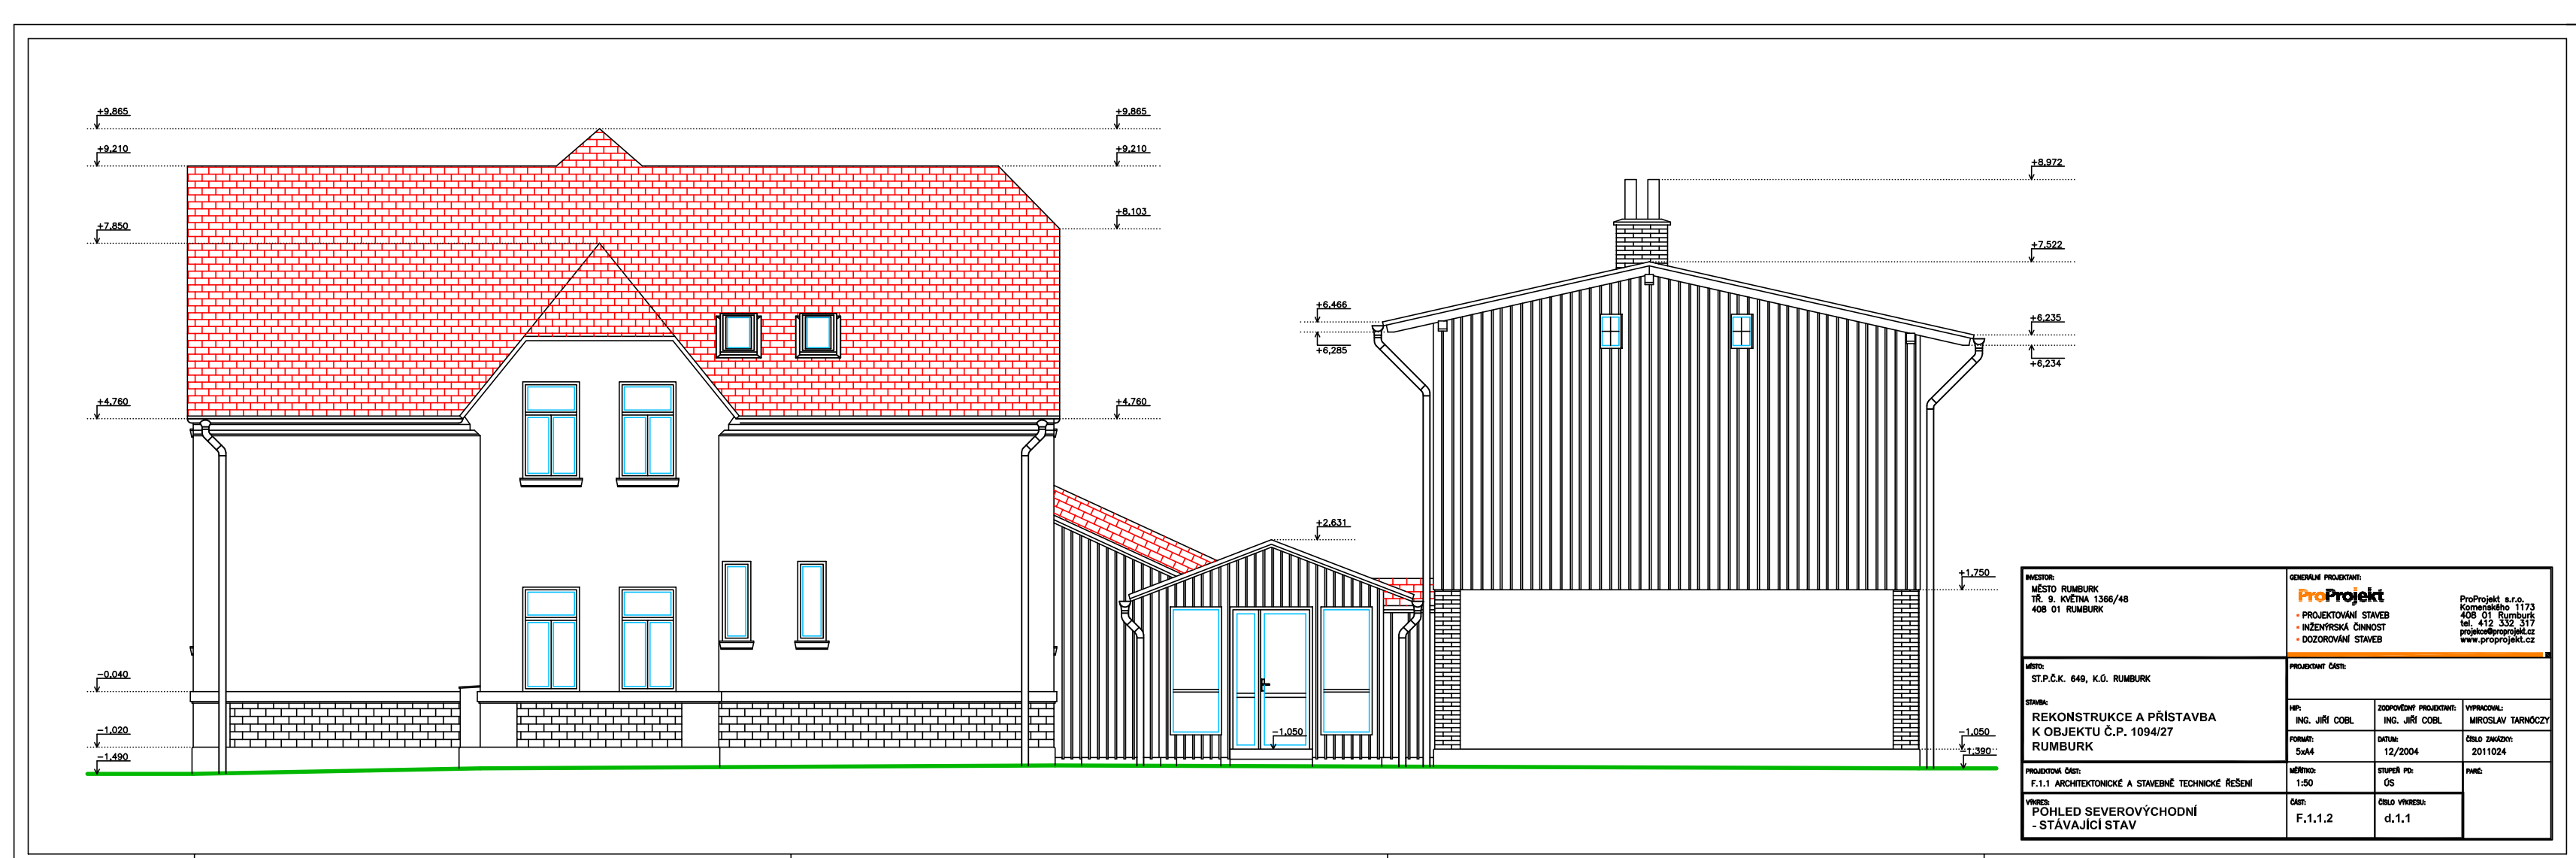 +9,865
+9,210
+7,850
+4,760
-0,040
-1,020
-1,490
+9,865
+9,210
+8,103
+4,760
+6,466
+6,285
+2,631
-1,050
+8,972
+7,522
+6,235
+6,234
+1,750
-1,050
-1,390
INVESTOR:
MĚSTO RUMBURK
TŘ. 9. KVĚTNA 1366/48
408 01 RUMBURK
GENERÁLNÍ PROJEKTANT:
ProProjekt
- PROJEKTOVÁNÍ STAVEB
- INŽENÝRSKÁ ČINNOST
- DOZOROVÁNÍ STAVEB
ProProjekt s.r.o.
Komenského 1173
408 01 Rumburk
tel. 412 332 317
projekce@proprojekt.cz
www.proprojekt.cz
MÍSTO:
ST.P.Č.K. 649, K.Ú. RUMBURK
PROJEKTANT ČÁSTI:
STAVBA:
REKONSTRUKCE A PŘÍSTAVBA
K OBJEKTU Č.P. 1094/27
RUMBURK
HIP:
ING. JIŘÍ COBL
ZODPOVĚDNÝ PROJEKTANT:
ING. JIŘÍ COBL
VYPRACOVAL:
MIROSLAV TARNÓCZY
FORMÁT:
5xA4
DATUM:
12/2004
ČÍSLO ZAKÁZKY:
2011024
PROJEKTOVÁ ČÁST:
F.1.1 ARCHITEKTONICKÉ A STAVEBNĚ TECHNICKÉ ŘEŠENÍ
MĚŘÍTKO:
1:50
STUPEŇ PD:
ÚS
PARÉ:
VÝKRES:
POHLED SEVEROVÝCHODNÍ
- STÁVAJÍCÍ STAV
ČÁST:
F.1.1.2
ČÍSLO VÝKRESU:
d.1.1